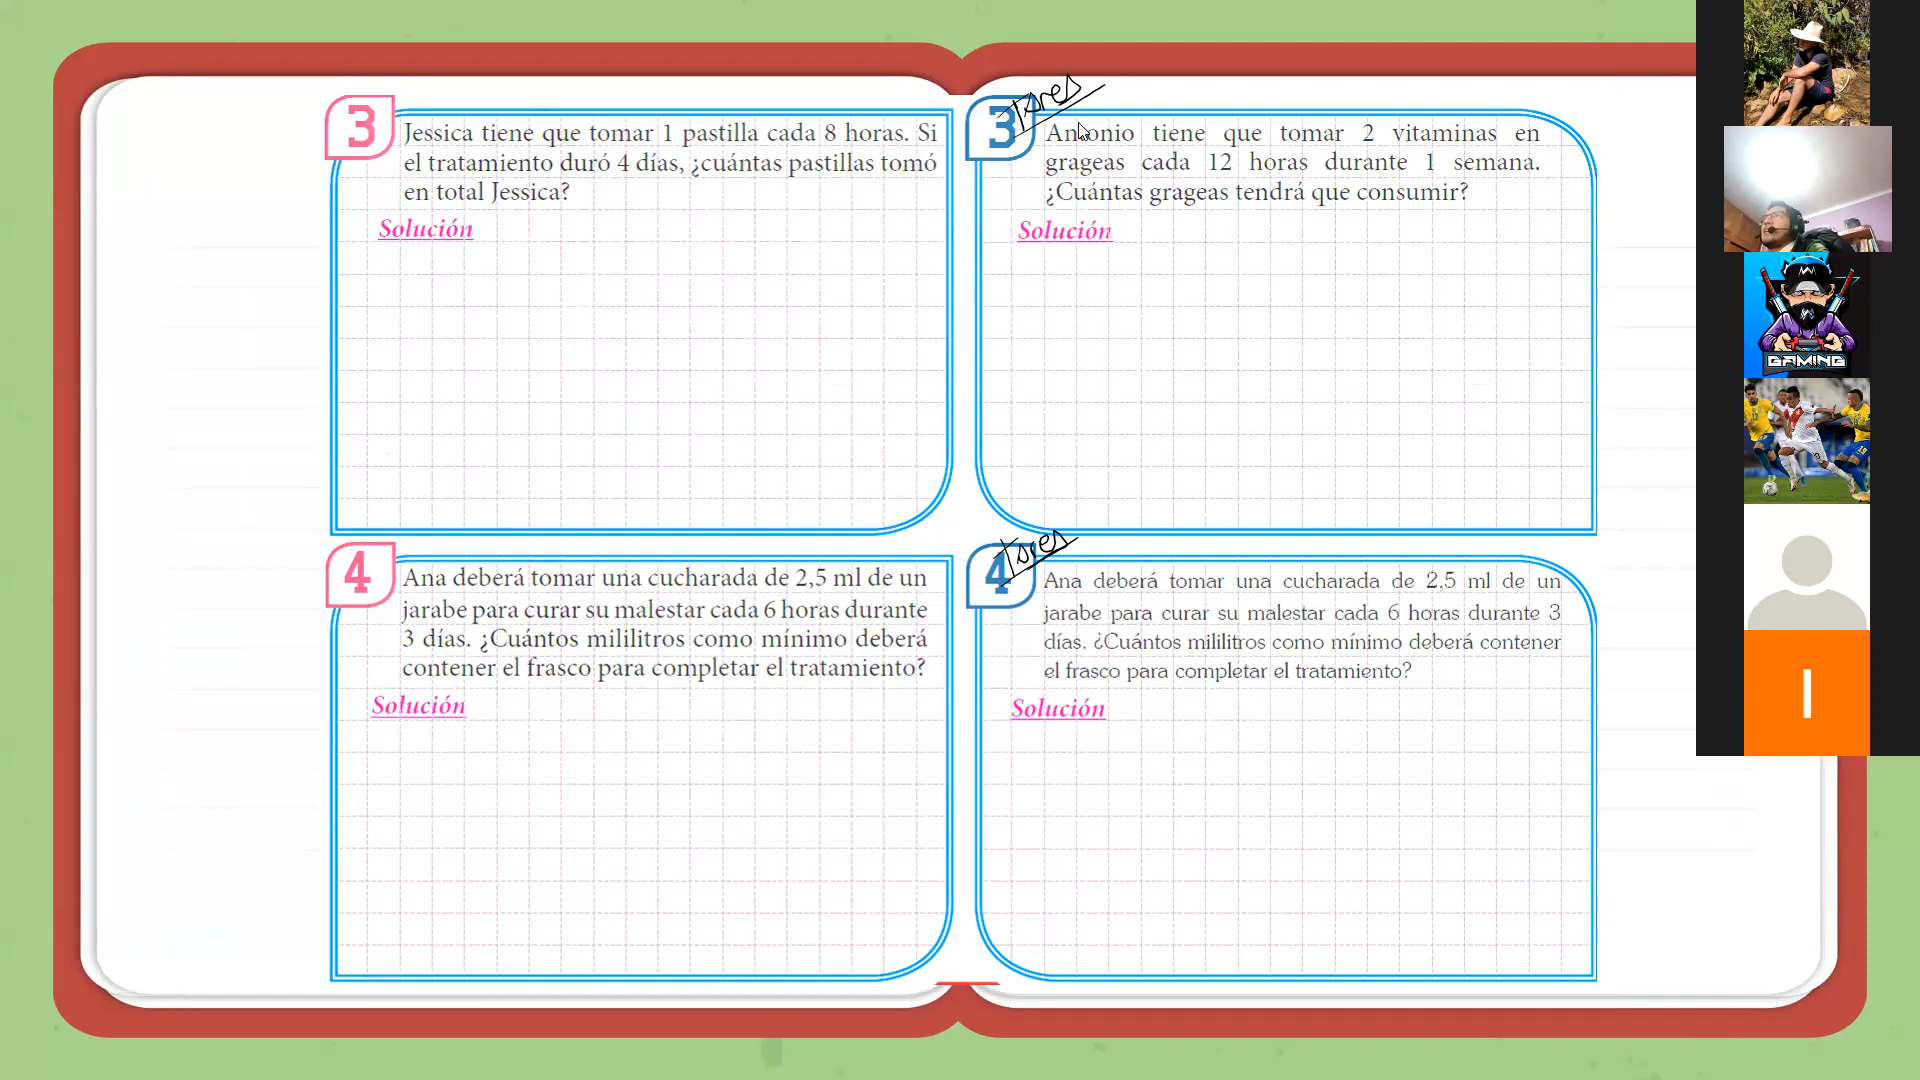 3
Jessica tiene que tomar 1 pastilla cada 8 horas. Si
el tratamiento duró 4 días, ¿cuántas pastillas tomó
en total Jessica?
Solución
3
Antonio tiene que tomar 2 vitaminas en
grageas cada 12 horas durante 1 semana.
¿Cuántas grageas tendrá que consumir?
Solución
4
Ana deberá tomar una cucharada de 2,5 ml de un
jarabe para curar su malestar cada 6 horas durante
3 días. ¿Cuántos mililitros como mínimo deberá
contener el frasco para completar el tratamiento?
Solución
4
Ana deberá tomar una cucharada de 2,5 ml de un
jarabe para curar su malestar cada 6 horas durante 3
días. ¿Cuántos mililitros como mínimo deberá contener
el frasco para completar el tratamiento?
Solución
GAMING
I